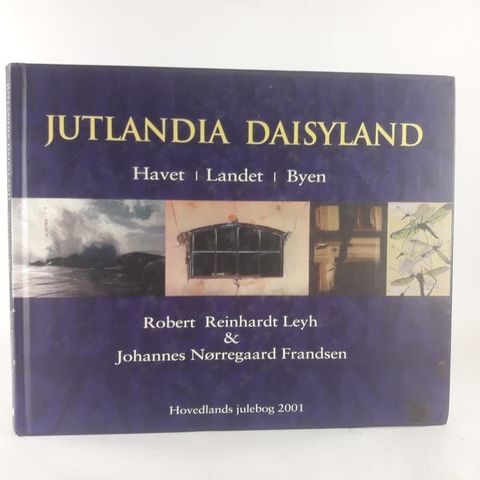 JUTLANDIA DAISYLAND
Havet | Landet | Byen
Robert Reinhardt Leyh
&
Johannes Nørregaard Frandsen
Hovedlands julebog 2001